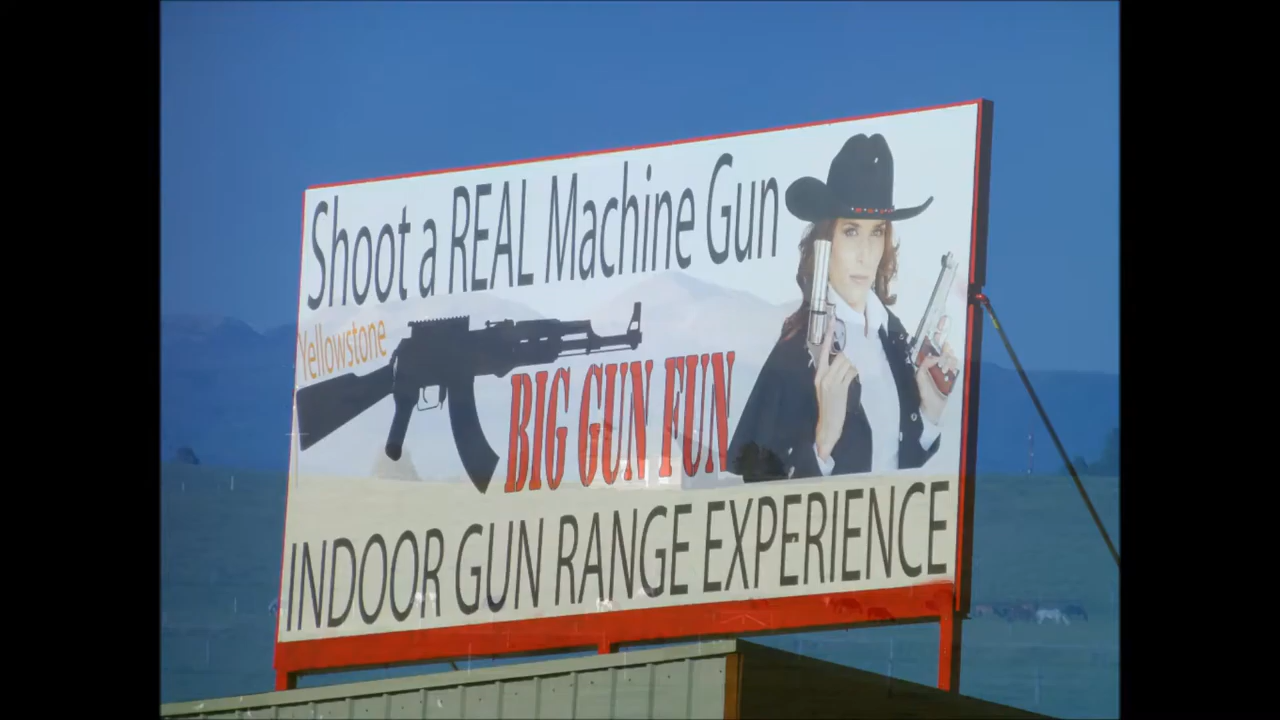 Shoot a REAL Machine Gun
Yellowstone
BIG GUN FUN
INDOOR GUN RANGE EXPERIENCE